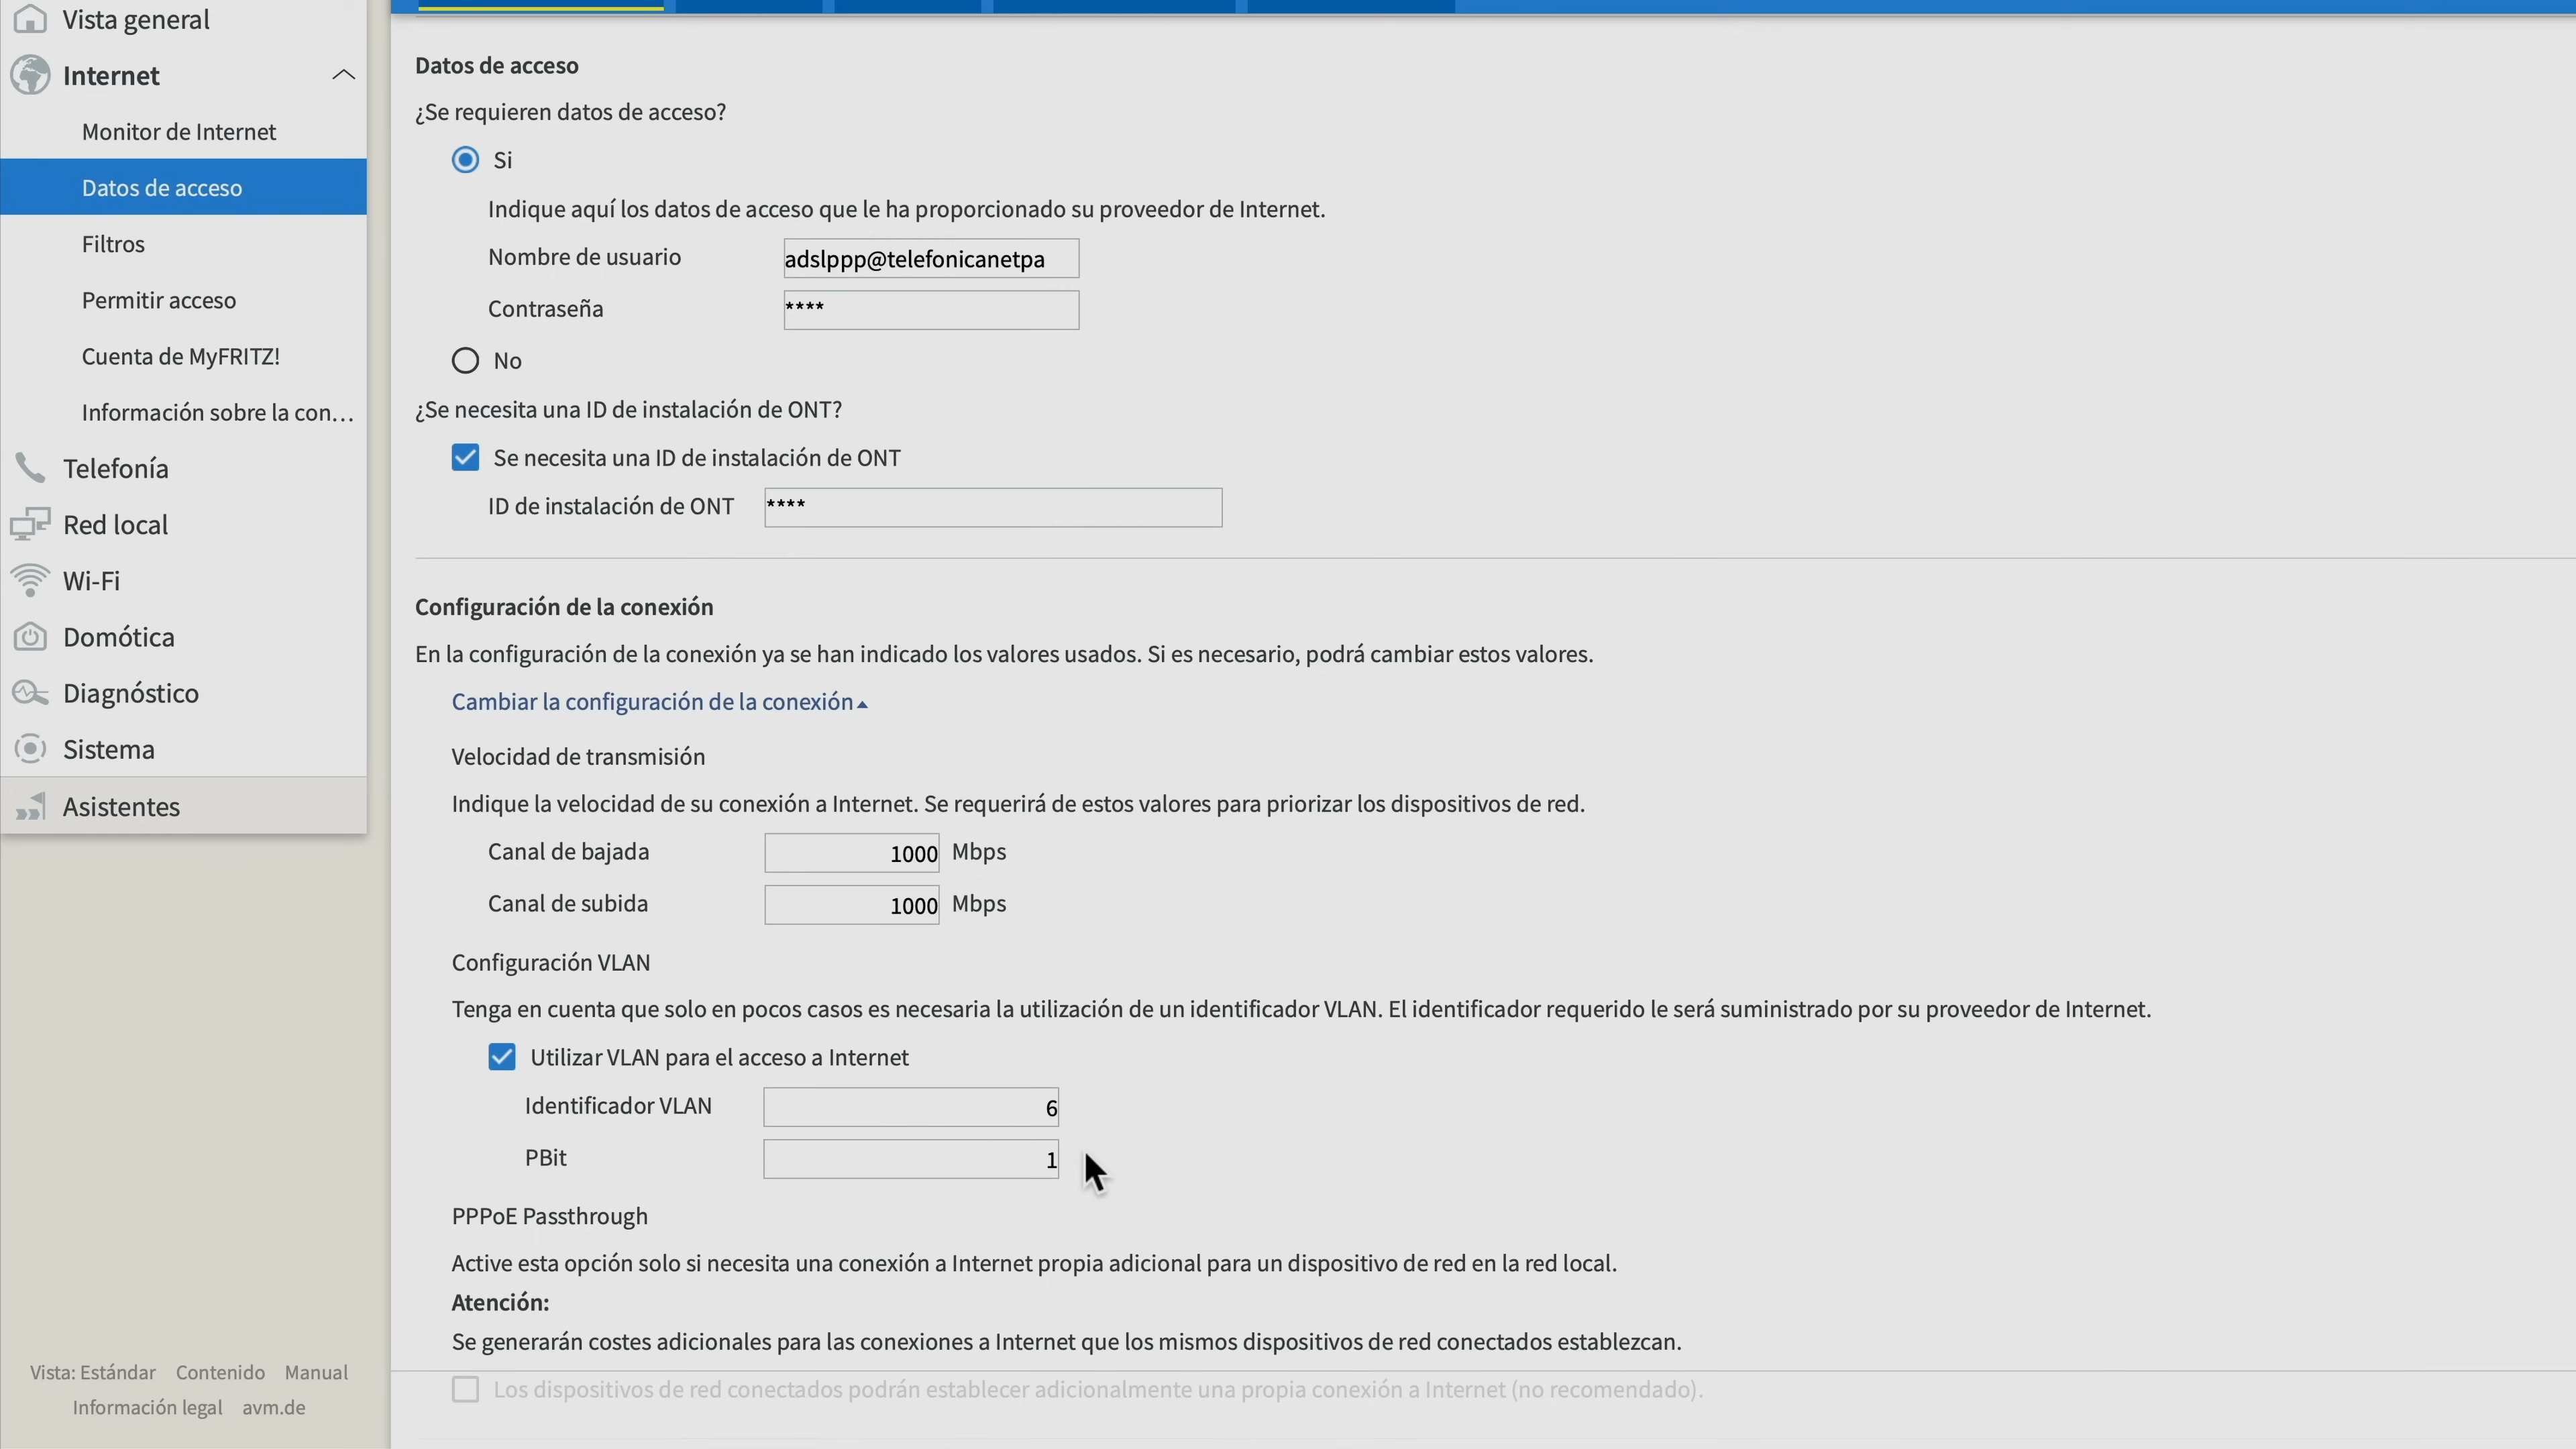 Vista general
Internet
Monitor de Internet
Datos de acceso
Filtros
Permitir acceso
Cuenta de MyFRITZ!
Información sobre la con...
Telefonía
Red local
Wi-Fi
Domótica
Diagnóstico
Sistema
Asistentes
Vista: Estándar Contenido Manual
Información legal avm.de
Datos de acceso
¿Se requieren datos de acceso?
Si
Indique aquí los datos de acceso que le ha proporcionado su proveedor de Internet.
Nombre de usuario adslppp@telefonicanetpa
Contraseña ****
No
¿Se necesita una ID de instalación de ONT?
Se necesita una ID de instalación de ONT
ID de instalación de ONT ****
Configuración de la conexión
En la configuración de la conexión ya se han indicado los valores usados. Si es necesario, podrá cambiar estos valores.
Cambiar la configuración de la conexión
Velocidad de transmisión
Indique la velocidad de su conexión a Internet. Se requerirá de estos valores para priorizar los dispositivos de red.
Canal de bajada 1000 Mbps
Canal de subida 1000 Mbps
Configuración VLAN
Tenga en cuenta que solo en pocos casos es necesaria la utilización de un identificador VLAN. El identificador requerido le será suministrado por su proveedor de Internet.
Utilizar VLAN para el acceso a Internet
Identificador VLAN 6
PBit 1
PPPoE Passthrough
Active esta opción solo si necesita una conexión a Internet propia adicional para un dispositivo de red en la red local.
Atención:
Se generarán costes adicionales para las conexiones a Internet que los mismos dispositivos de red conectados establezcan.
Los dispositivos de red conectados podrán establecer adicionalmente una propia conexión a Internet (no recomendado).